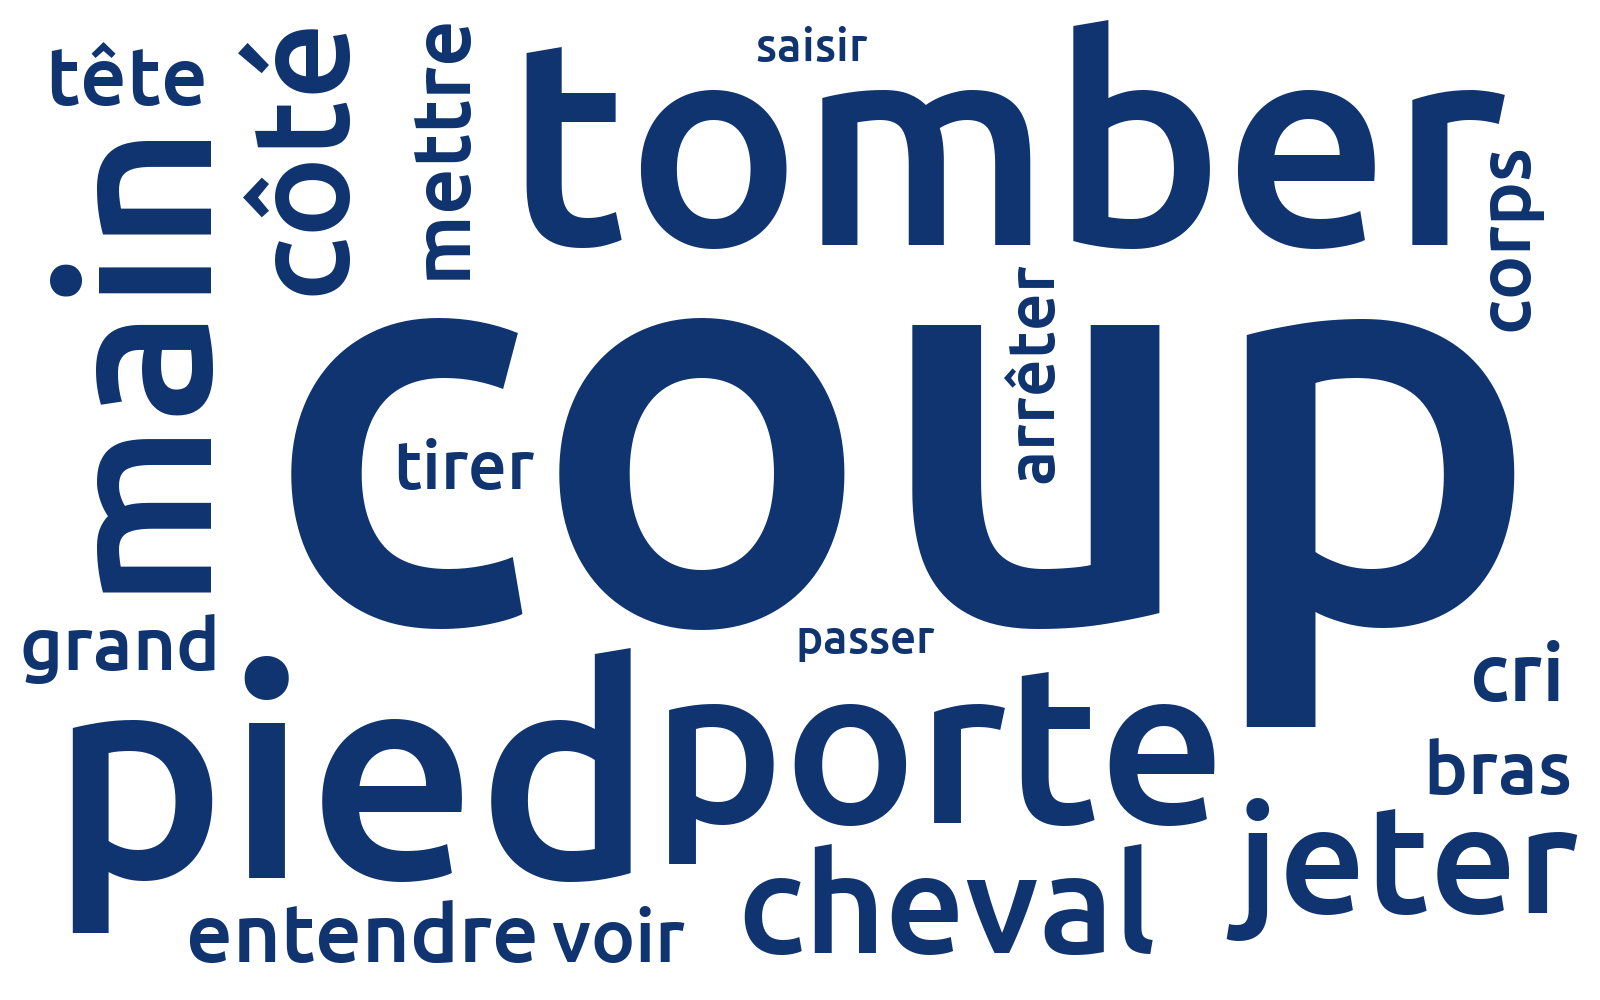 tête
côté
mettre
saisir
tomber
main
corps
coup
arrêter
tirer
grand
passer
cri
pied
porte
bras
jeter
cheval
entendre
voir